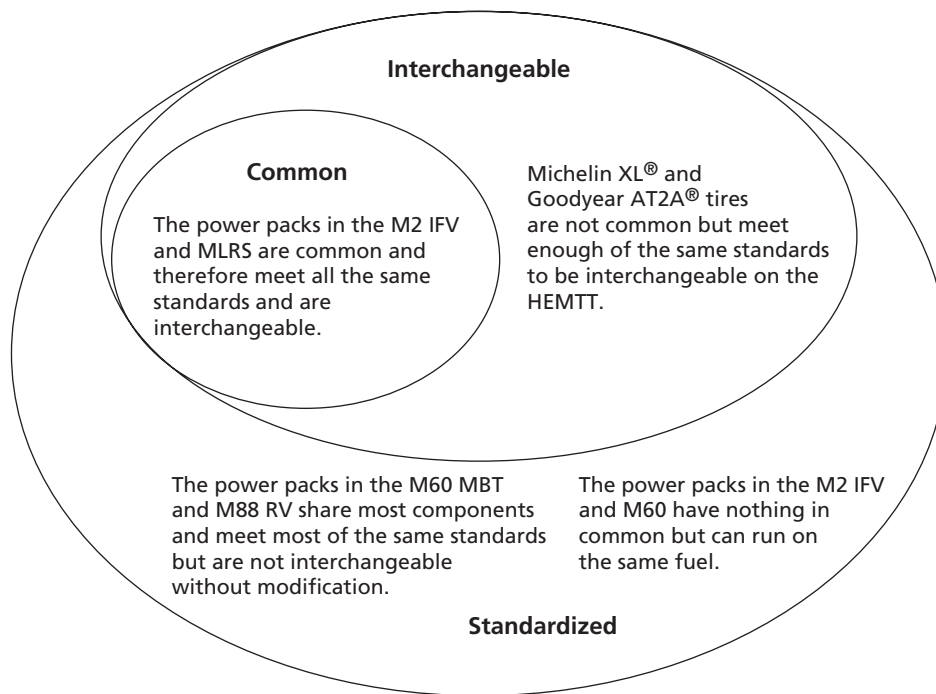 Interchangeable
Common
The power packs in the M2 IFV
and MLRS are common and
therefore meet all the same
standards and are
interchangeable.
Michelin XL® and
Goodyear AT2A® tires
are not common but meet
enough of the same standards
to be interchangeable on the
HEMTT.
The power packs in the M60 MBT
and M88 RV share most components
and meet most of the same standards
but are not interchangeable
without modification.
The power packs in the M2 IFV
and M60 have nothing in
common but can run on
the same fuel.
Standardized